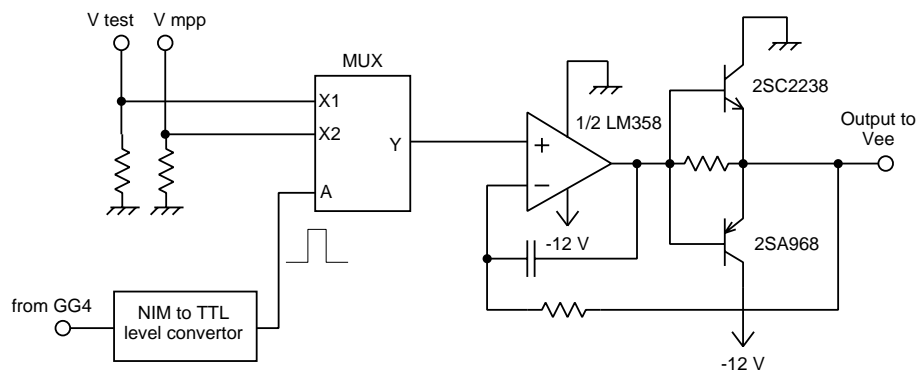 V test
V mpp
MUX
X1
X2
Y
A
1/2 LM358
2SC2238
Output to
Vee
+
−
-12 V
2SA968
from GG4
NIM to TTL
level convertor
-12 V